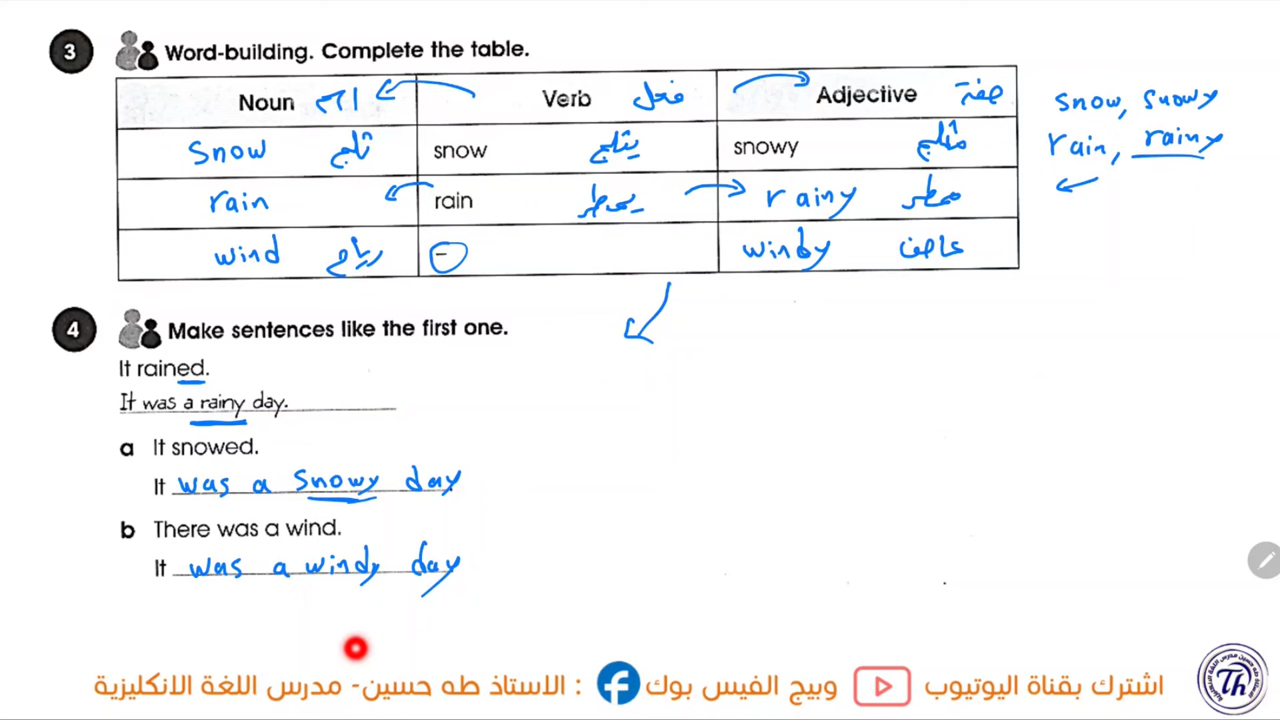 3 Word-building. Complete the table.
Noun اسم Verb فعل Adjective صفة
snow ثلج snow يثلج snowy مثلج
rain rain يمطر rainy ممطر
wind رياح - windy عاصف
snow, snowy
rain, rainy
4 Make sentences like the first one.
It rained.
It was a rainy day.
a It snowed.
It was a snowy day
b There was a wind.
It was a windy day
اشترك بقناة اليوتيوب وبيج الفيس بوك : الاستاذ طه حسين- مدرس اللغة الانكليزية
Th